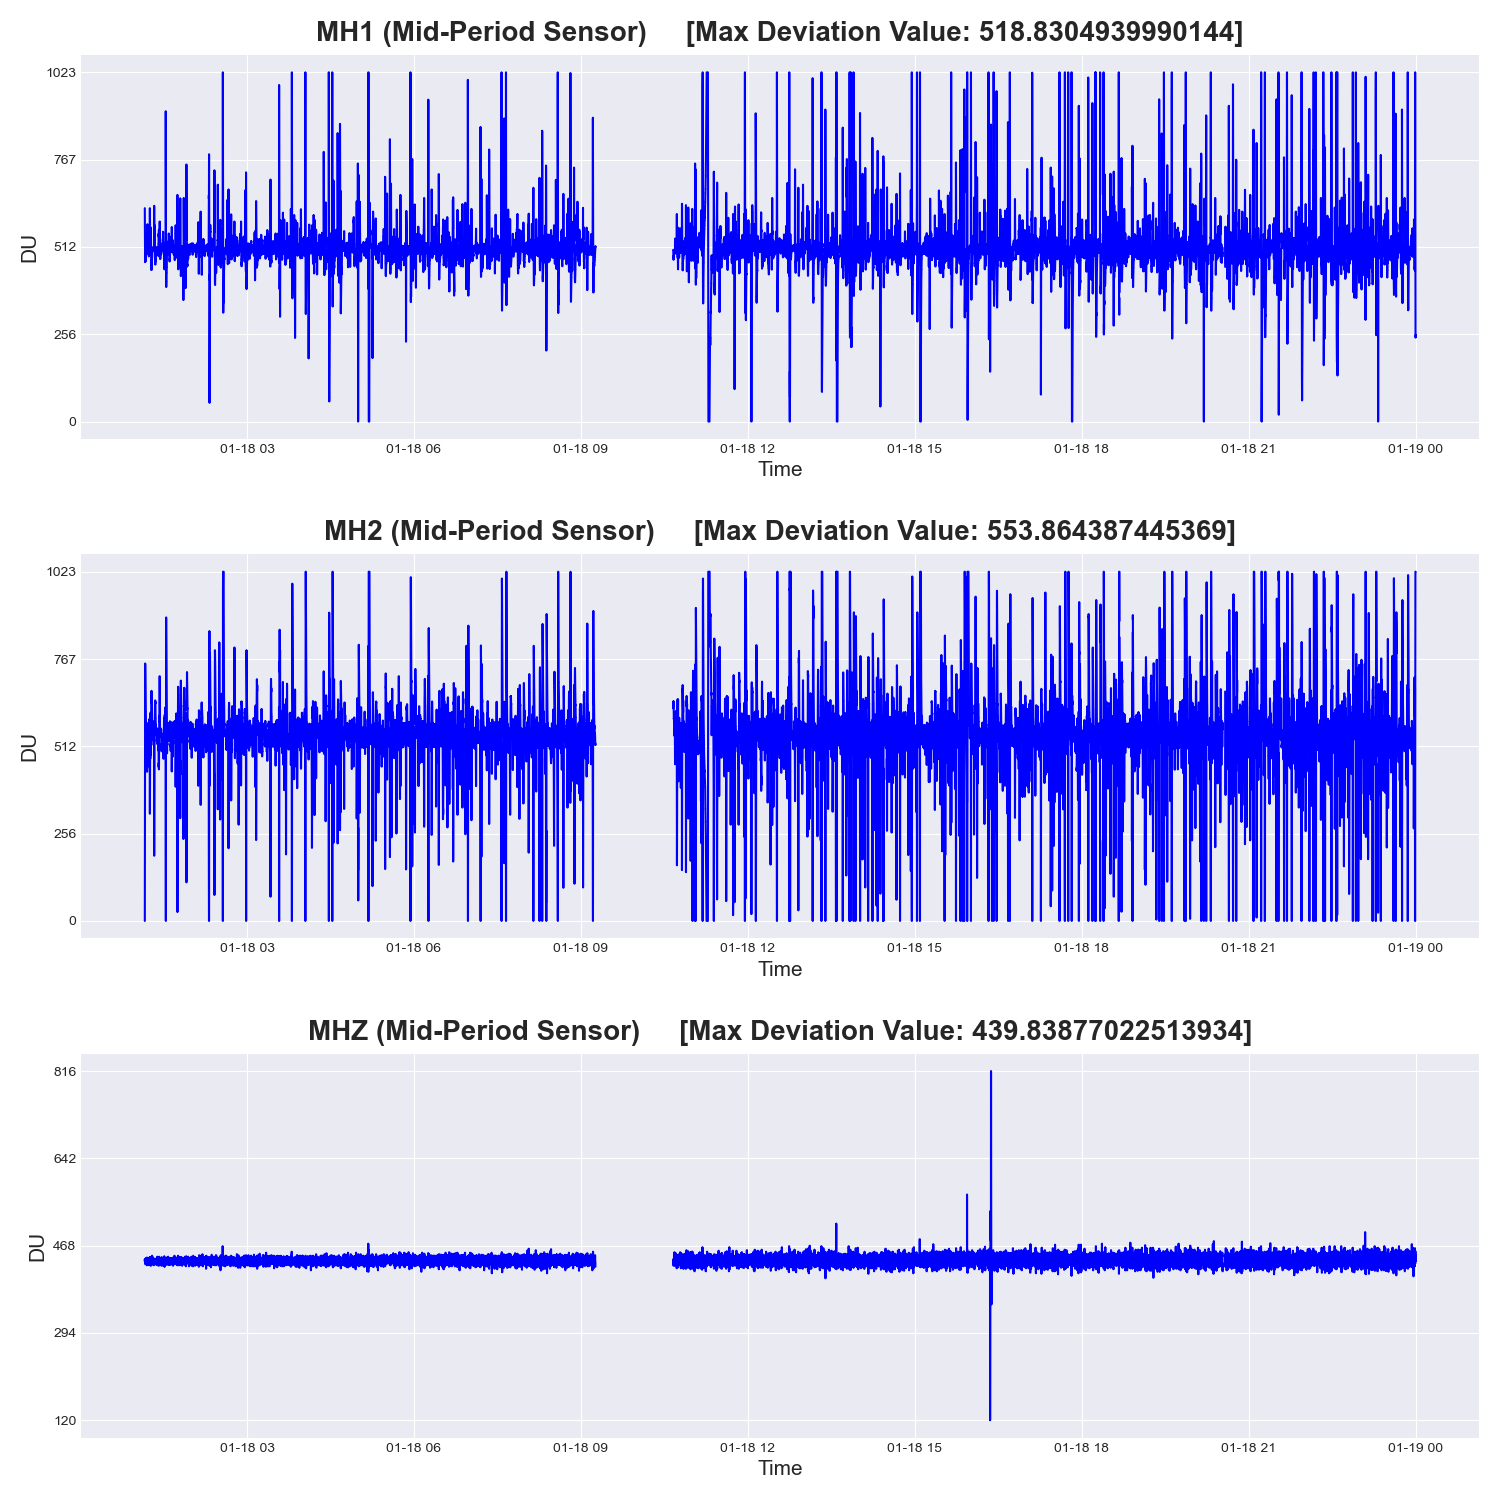 MH1 (Mid-Period Sensor) [Max Deviation Value: 518.8304939990144]
1023
767
512
256
0
DU
01-18 03 01-18 06 01-18 09 01-18 12 01-18 15 01-18 18 01-18 21 01-19 00
Time
MH2 (Mid-Period Sensor) [Max Deviation Value: 553.864387445369]
1023
767
512
256
0
DU
01-18 03 01-18 06 01-18 09 01-18 12 01-18 15 01-18 18 01-18 21 01-19 00
Time
MHZ (Mid-Period Sensor) [Max Deviation Value: 439.83877022513934]
816
642
468
294
120
DU
01-18 03 01-18 06 01-18 09 01-18 12 01-18 15 01-18 18 01-18 21 01-19 00
Time